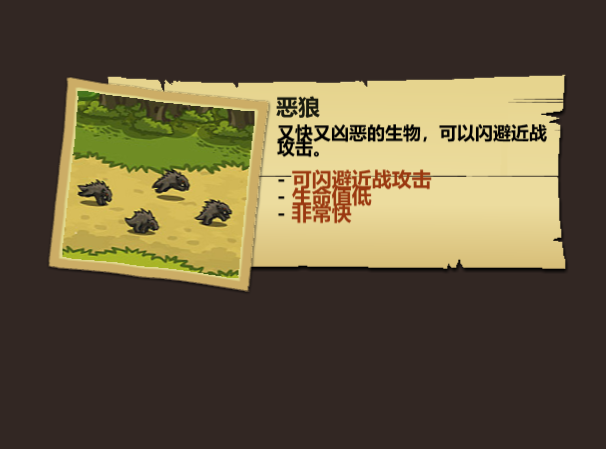 恶狼
又快又凶恶的生物，可以闪避近战
攻击。
- 可闪避近战攻击
- 生命值低
- 非常快